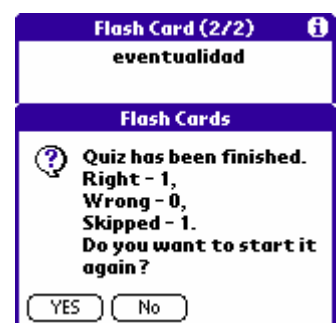 Flash Card (2/2)
eventualidad
Flash Cards
Quiz has been finished.
Right - 1,
Wrong - 0,
Skipped - 1.
Do you want to start it
again?
YES No